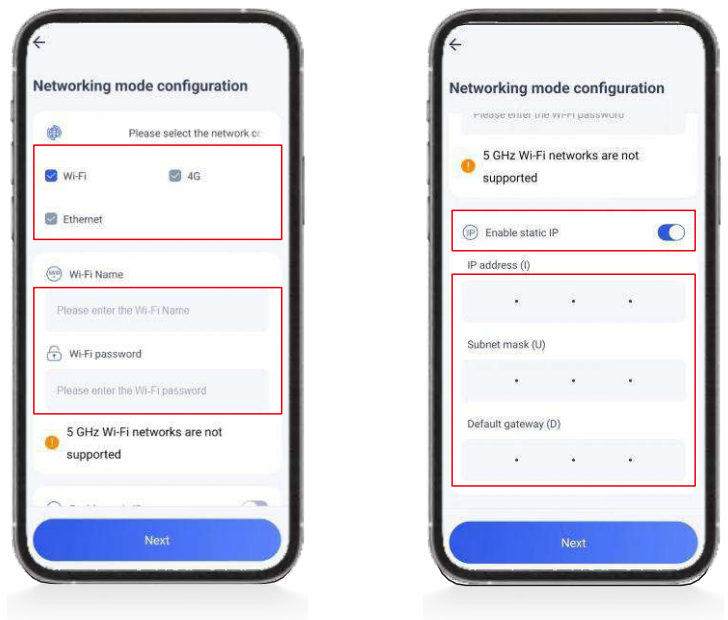 Networking mode configuration
Please select the network co
Wi-Fi
4G
Ethernet
Wi-Fi Name
Please enter the Wi-Fi Name
Wi-Fi password
Please enter the Wi-Fi password
5 GHz Wi-Fi networks are not
supported
Next
Networking mode configuration
Please enter the Wi-Fi password
5 GHz Wi-Fi networks are not
supported
IP Enable static IP
IP address (I)
. . .
Subnet mask (U)
. . .
Default gateway (D)
. . .
Next